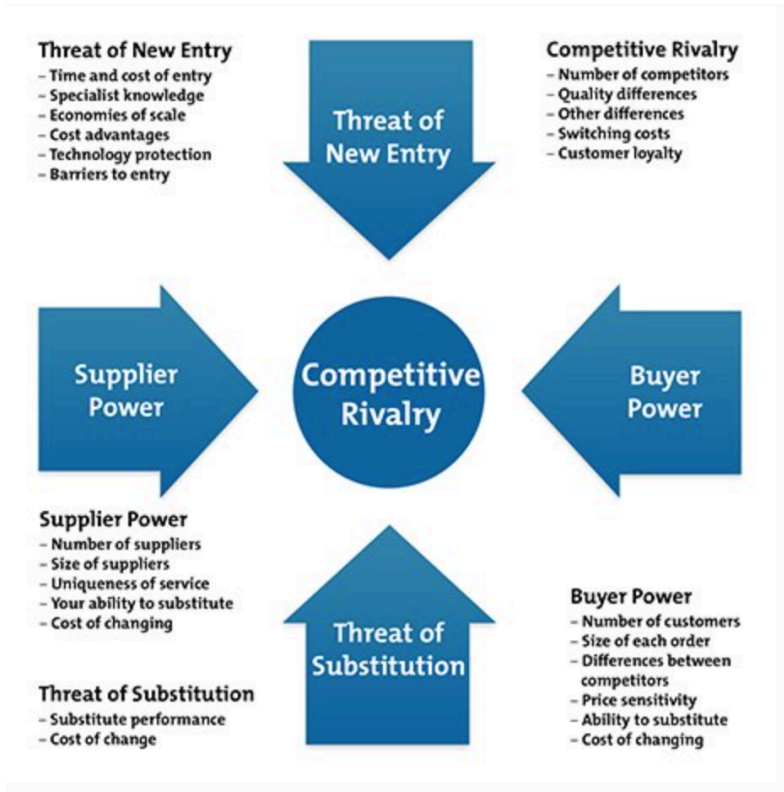 Threat of New Entry
– Time and cost of entry
– Specialist knowledge
– Economies of scale
– Cost advantages
– Technology protection
– Barriers to entry
Threat of
New Entry
Competitive Rivalry
– Number of competitors
– Quality differences
– Other differences
– Switching costs
– Customer loyalty
Supplier
Power
Competitive
Rivalry
Buyer
Power
Supplier Power
– Number of suppliers
– Size of suppliers
– Uniqueness of service
– Your ability to substitute
– Cost of changing
Threat of Substitution
– Substitute performance
– Cost of change
Threat of
Substitution
Buyer Power
– Number of customers
– Size of each order
– Differences between
competitors
– Price sensitivity
– Ability to substitute
– Cost of changing